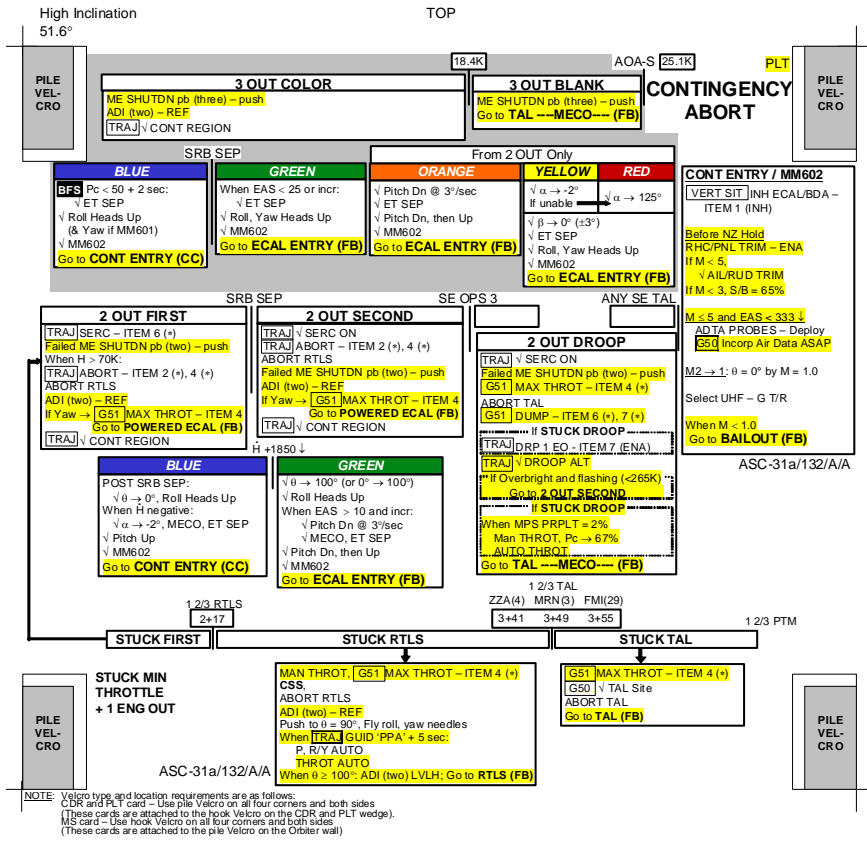 High Inclination
51.6°
TOP
PILE
VEL-
CRO
18.4K
AOA-S 25.1K
PLT
PILE
VEL-
CRO
3 OUT COLOR
ME SHUTDN pb (three) – push
ADI (two) – REF
TRAJ √ CONT REGION
3 OUT BLANK
ME SHUTDN pb (three) – push
Go to TAL ----MECO---- (FB)
CONTINGENCY
ABORT
SRB SEP
From 2 OUT Only
BLUE
BFS Pc < 50 + 2 sec:
√ ET SEP
√ Roll Heads Up
(& Yaw if MM601)
√ MM602
Go to CONT ENTRY (CC)
GREEN
When EAS < 25 or incr:
√ ET SEP
√ Roll, Yaw Heads Up
√ MM602
Go to ECAL ENTRY (FB)
ORANGE
√ Pitch Dn @ 3°/sec
√ ET SEP
√ Pitch Dn, then Up
√ MM602
Go to ECAL ENTRY (FB)
YELLOW
√ α → -2°
If unable
RED
√ α → 125°
√ β → 0° (±3°)
√ ET SEP
√ Roll, Yaw Heads Up
√ MM602
Go to ECAL ENTRY (FB)
CONT ENTRY / MM602
VERT SIT INH ECAL/BDA –
ITEM 1 (INH)
Before NZ Hold
RHC/PNL TRIM – ENA
If M < 5,
√ AIL/RUD TRIM
If M < 3, S/B = 65%
M ≤ 5 and EAS < 333 ↓
ADTA PROBES – Deploy
G50 Incorp Air Data ASAP
M2 → 1: θ = 0° by M = 1.0
Select UHF – G T/R
When M < 1.0
Go to BAILOUT (FB)
ASC-31a/132/A/A
SRB SEP
SE OPS 3
ANY SE TAL
2 OUT FIRST
TRAJ SERC – ITEM 6 (*)
Failed ME SHUTDN pb (two) – push
When H > 70K:
TRAJ ABORT – ITEM 2 (*), 4 (*)
ABORT RTLS
ADI (two) – REF
If Yaw → G51 MAX THROT – ITEM 4
Go to POWERED ECAL (FB)
TRAJ √ CONT REGION
2 OUT SECOND
TRAJ √ SERC ON
TRAJ ABORT – ITEM 2 (*), 4 (*)
ABORT RTLS
Failed ME SHUTDN pb (two) – push
ADI (two) – REF
If Yaw → G51 MAX THROT – ITEM 4
Go to POWERED ECAL (FB)
TRAJ √ CONT REGION
2 OUT DROOP
TRAJ √ SERC ON
Failed ME SHUTDN pb (two) – push
G51 MAX THROT – ITEM 4 (*)
ABORT TAL
G51 DUMP – ITEM 6 (*), 7 (*)
If STUCK DROOP
TRAJ DRP 1 EO - ITEM 7 (ENA)
TRAJ √ DROOP ALT
If Overbright and flashing (<265K)
Go to 2 OUT SECOND
If STUCK DROOP
When MPS PRPLT = 2%
Man THROT, Pc → 67%
AUTO THROT
Go to TAL ----MECO---- (FB)
Ḣ +1850 ↓
BLUE
POST SRB SEP:
√ θ → 0°, Roll Heads Up
When Ḣ negative:
√ α → -2°, MECO, ET SEP
√ Pitch Up
√ MM602
Go to CONT ENTRY (CC)
GREEN
√ θ → 100° (or 0° → 100°)
√ Roll Heads Up
When EAS > 10 and incr:
√ Pitch Dn @ 3°/sec
√ MECO, ET SEP
√ Pitch Dn, then Up
√ MM602
Go to ECAL ENTRY (FB)
1 2/3 RTLS
2+17
1 2/3 TAL
ZZA(4) MRN(3) FMI(29)
3+41 3+49 3+55
1 2/3 PTM
STUCK FIRST
STUCK RTLS
STUCK TAL
STUCK MIN
THROTTLE
+ 1 ENG OUT
MAN THROT, G51 MAX THROT – ITEM 4 (*)
CSS,
ABORT RTLS
ADI (two) – REF
Push to θ = 90°, Fly roll, yaw needles
When TRAJ GUID 'PPA' + 5 sec:
P, R/Y AUTO
THROT AUTO
When θ ≥ 100°: ADI (two) LVLH; Go to RTLS (FB)
G51 MAX THROT – ITEM 4 (*)
G50 √ TAL Site
ABORT TAL
Go to TAL (FB)
PILE
VEL-
CRO
PILE
VEL-
CRO
ASC-31a/132/A/A
NOTE: Velcro type and location requirements are as follows:
CDR and PLT card – Use pile Velcro on all four corners and both sides
(These cards are attached to the hook Velcro on the CDR and PLT wedge).
MS card – Use hook Velcro on all four corners and both sides
(These cards are attached to the pile Velcro on the Orbiter wall)